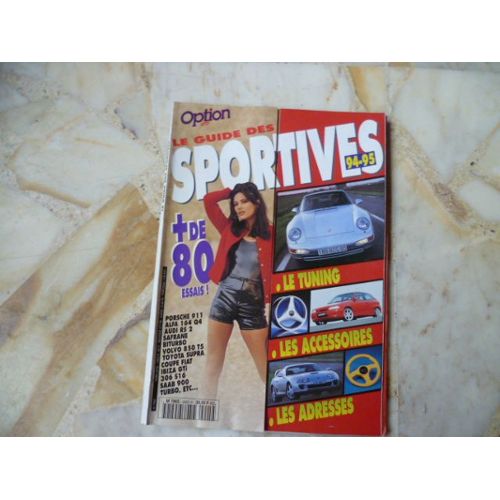 Option
LE GUIDE DES
SPORTIVES
94-95
+ DE
80
ESSAIS !
PORSCHE 911
ALFA 164 Q4
AUDI RS 2
SAFRANE
BITURBO
VOLVO 850 TS
TOYOTA SUPRA
COUPE FIAT
IBIZA GTI
306 S16
SAAB 900
TURBO, ETC...
• LE TUNING
• LES ACCESSOIRES
• LES ADRESSES